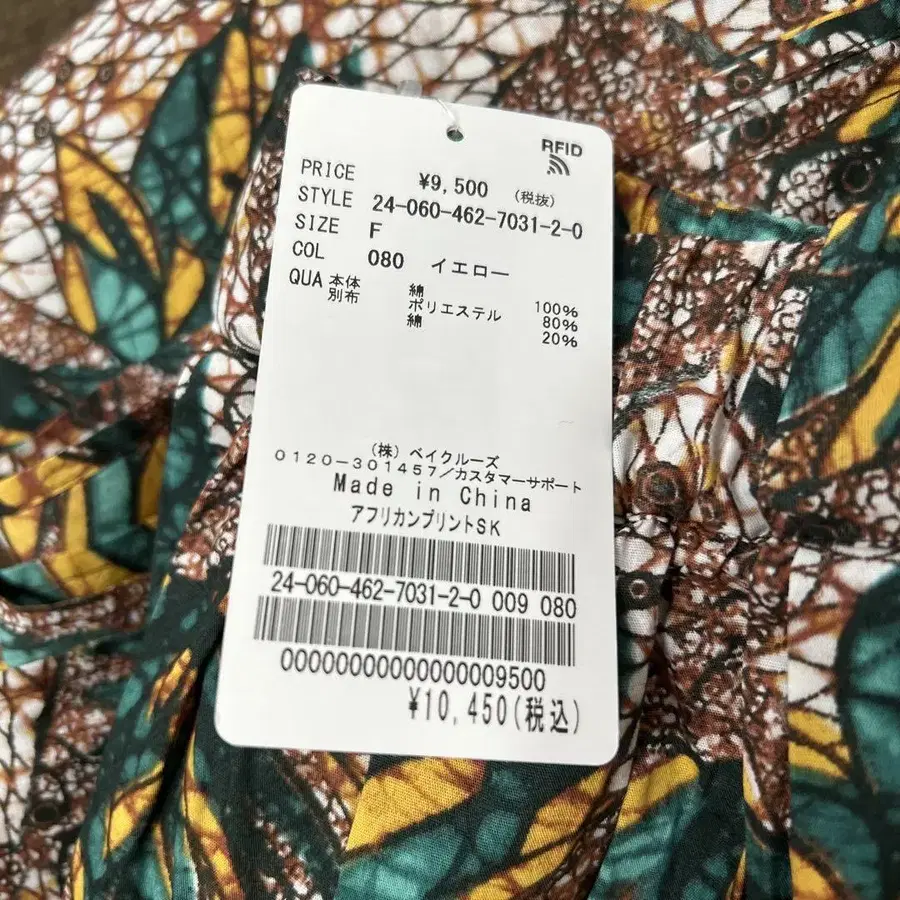 RFID
PRICE ¥9,500 (税抜)
STYLE 24-060-462-7031-2-0
SIZE F
COL 080 イエロー
QUA 本体 綿 100%
別布 ポリエステル 80%
綿 20%
(株) ベイクルーズ
0120-301457/カスタマーサポート
Made in China
アフリカンプリントSK
24-060-462-7031-2-0 009 080
00000000000000009500
¥10,450(税込)